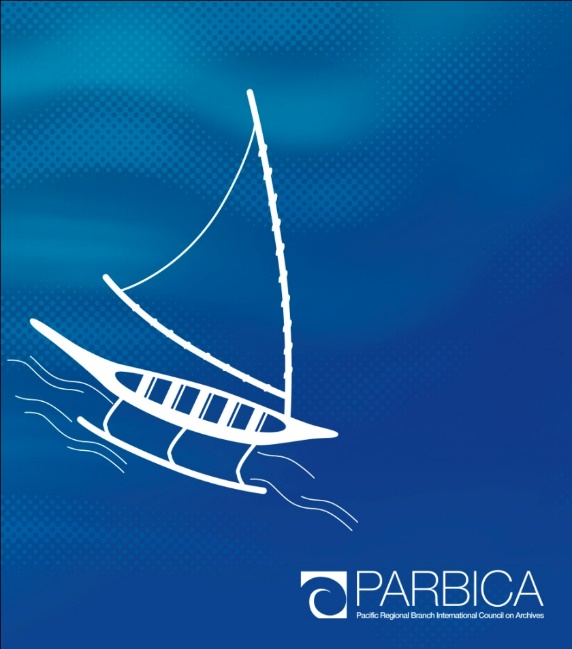 PARBICA
Pacific Regional Branch International Council on Archives